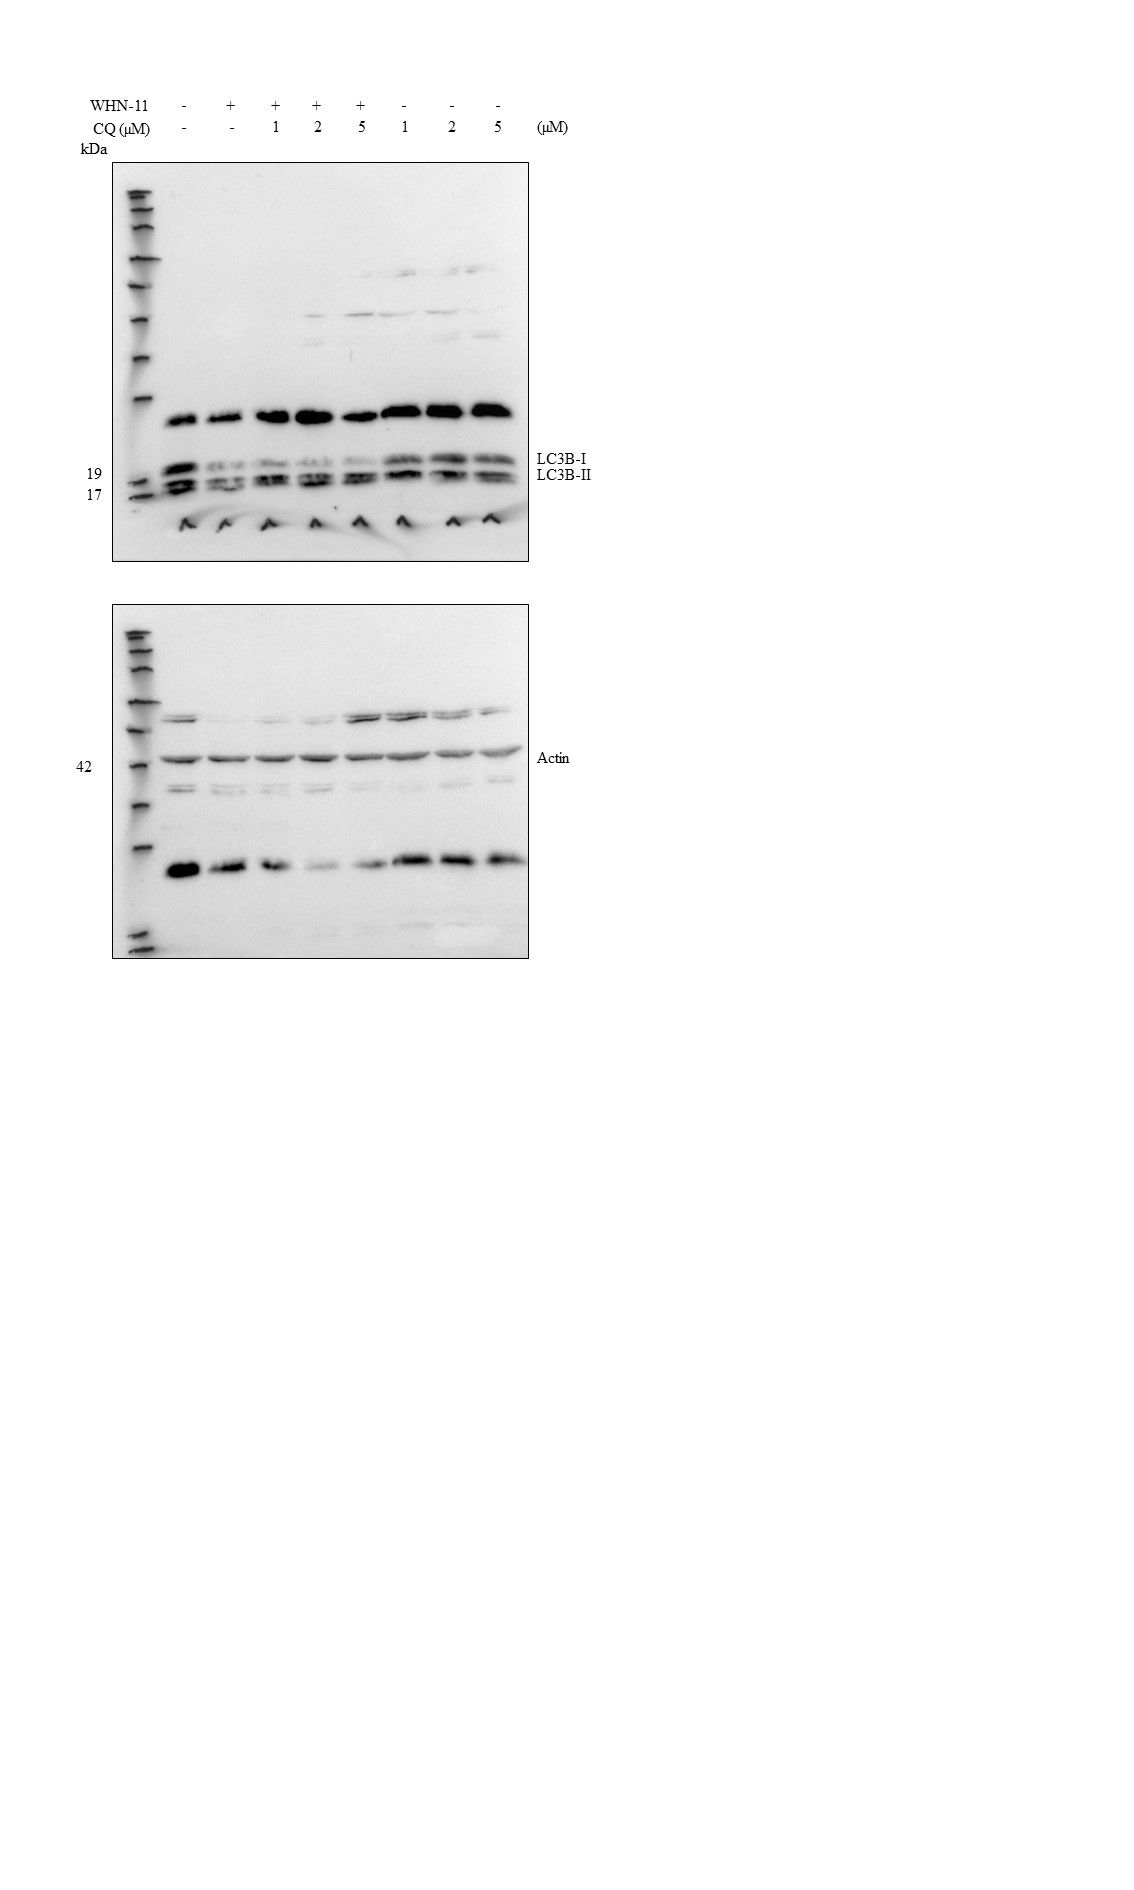 WHN-11 - + + + + - - -
CQ (μM) - - 1 2 5 1 2 5 (μM)
kDa
LC3B-I
19 LC3B-II
17
Actin
42